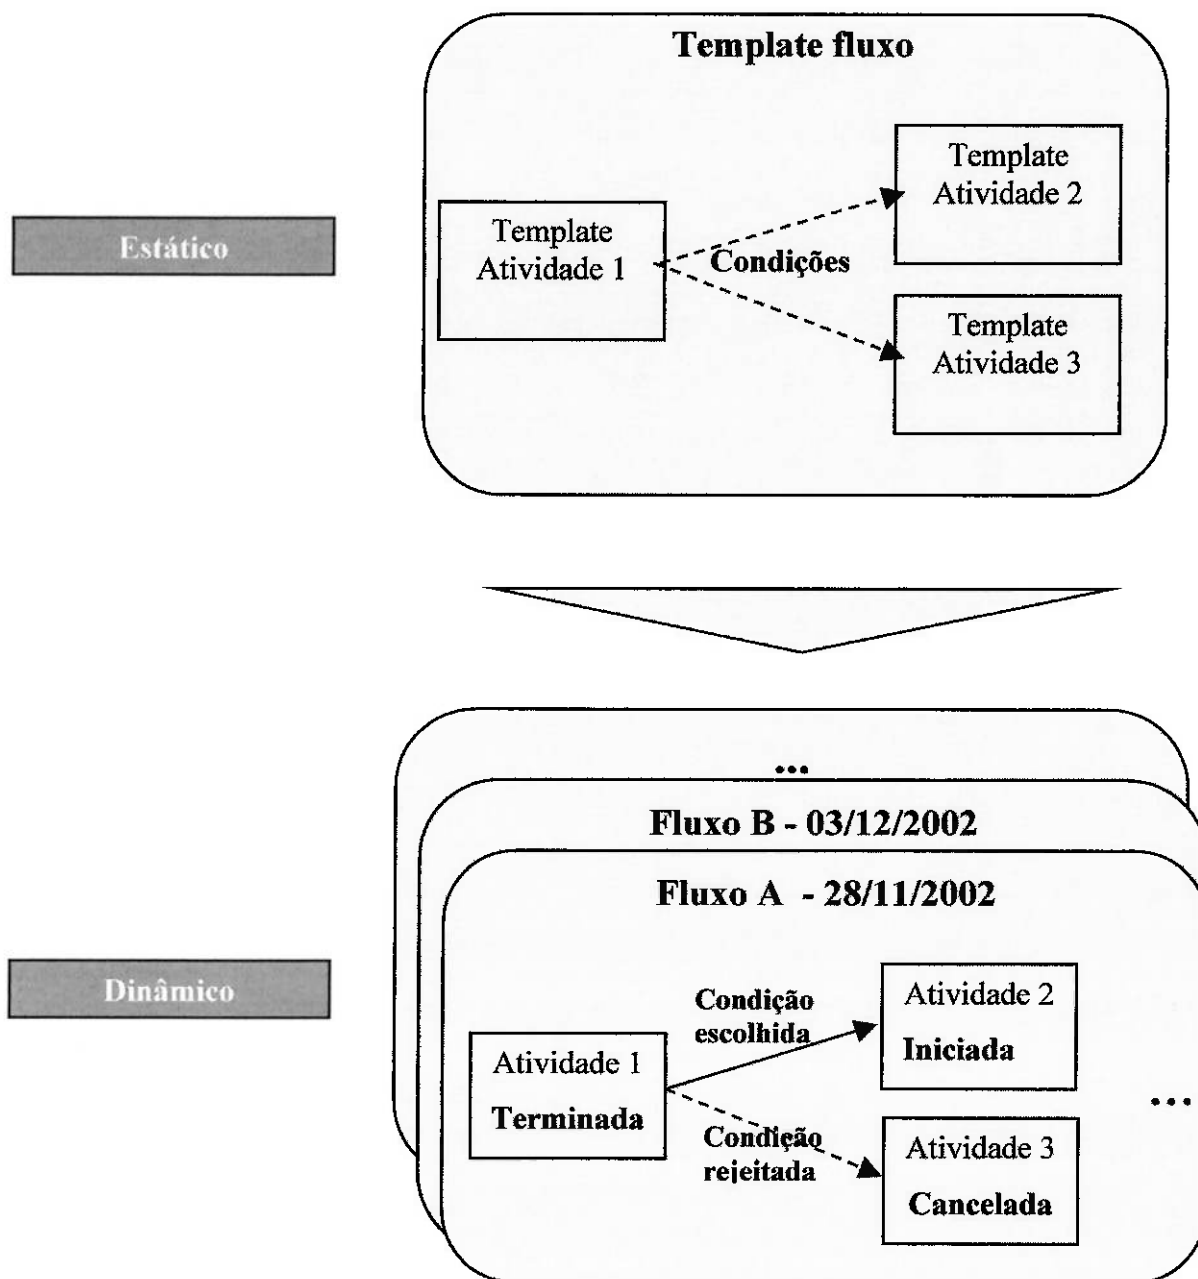 Template fluxo
Template
Atividade 2
Estático
Template
Atividade 1
Condições
Template
Atividade 3
...
Fluxo B - 03/12/2002
Fluxo A - 28/11/2002
Dinâmico
Condição
escolhida
Atividade 2
Iniciada
Atividade 1
Terminada
...
Condição
rejeitada
Atividade 3
Cancelada